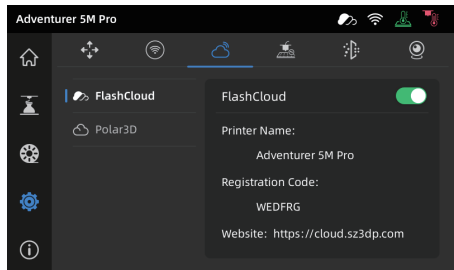 Adventurer 5M Pro
FlashCloud
Polar3D
FlashCloud
Printer Name:
Adventurer 5M Pro
Registration Code:
WEDFRG
Website: https://cloud.sz3dp.com